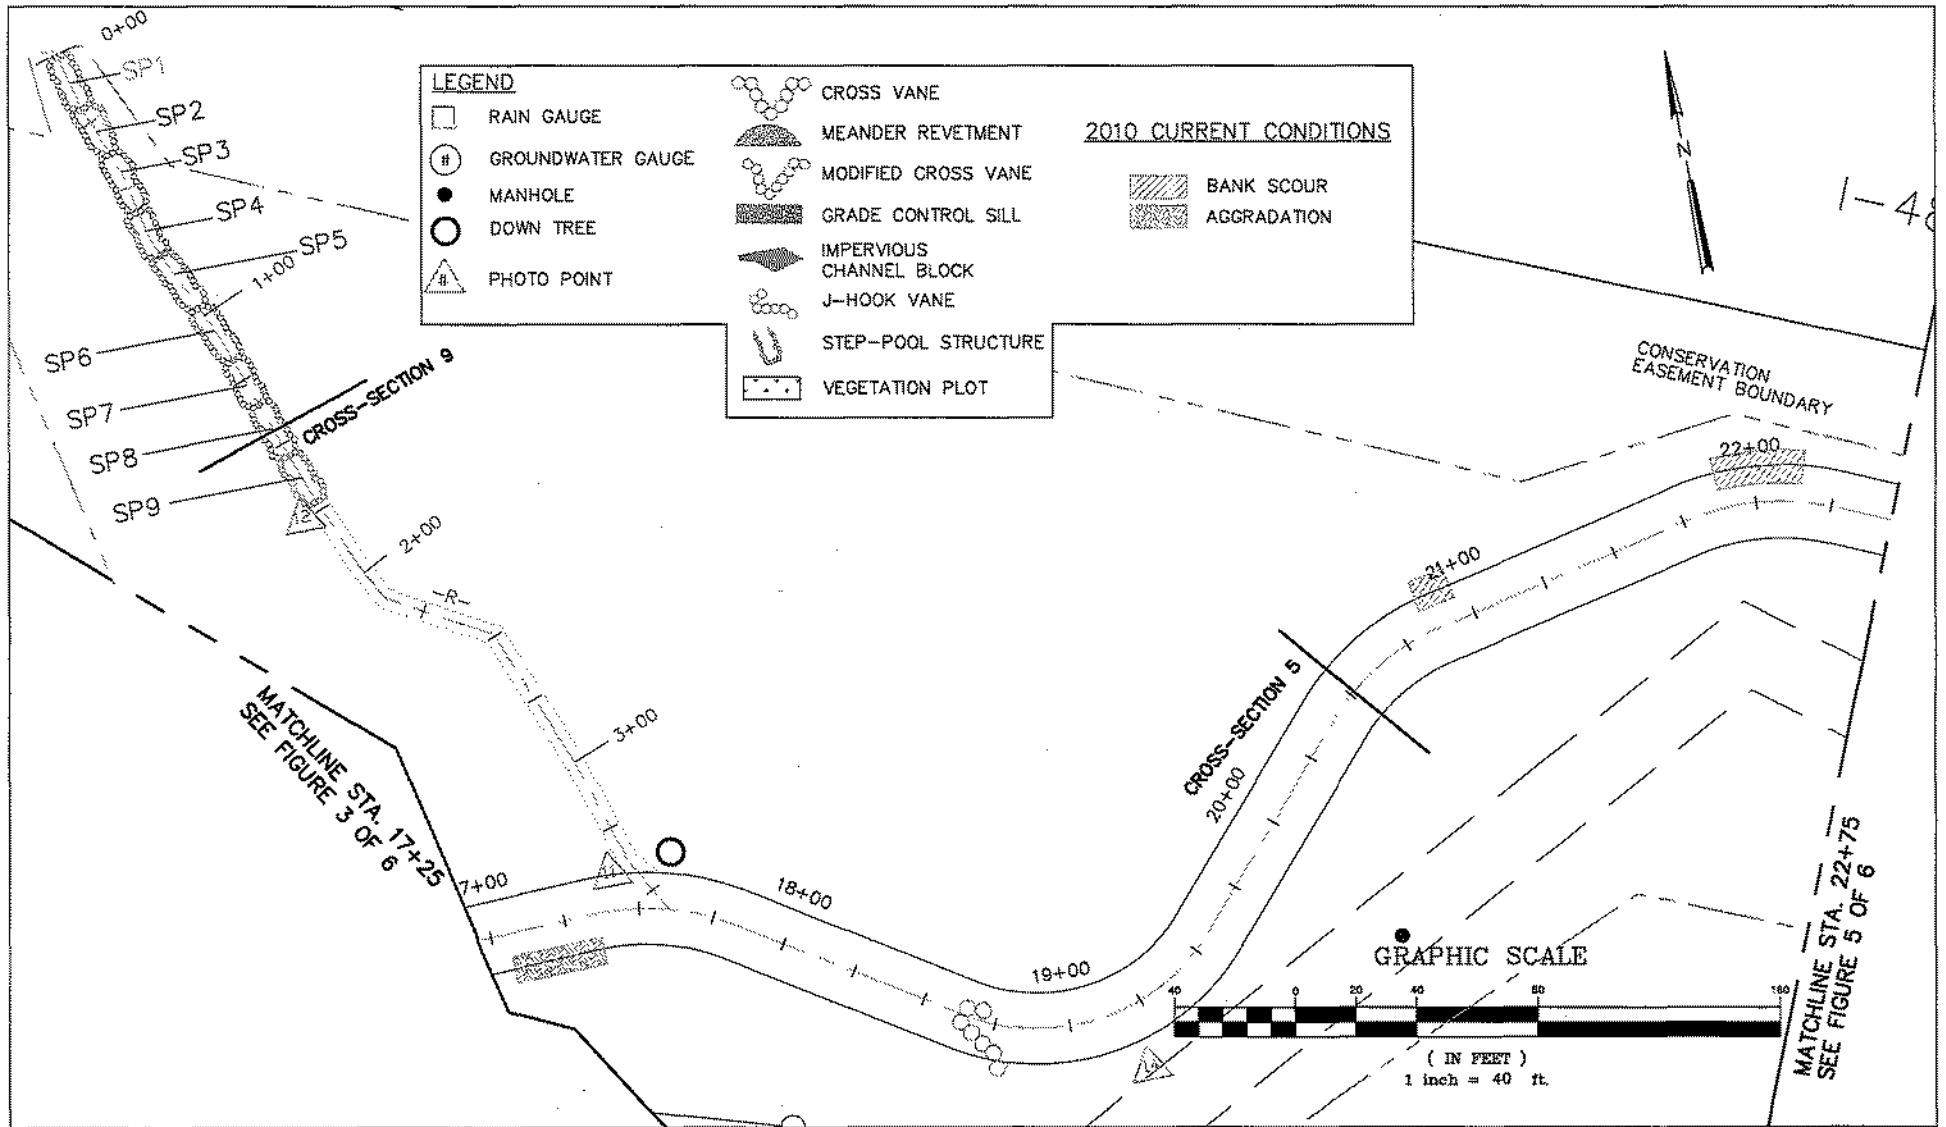 0+00
SP1
SP2
SP3
SP4
SP5
1+00
SP6
SP7
SP8
SP9
CROSS-SECTION 9
2+00
-R-
3+00
LEGEND
RAIN GAUGE
# GROUNDWATER GAUGE
MANHOLE
DOWN TREE
# PHOTO POINT
CROSS VANE
MEANDER REVETMENT
MODIFIED CROSS VANE
GRADE CONTROL SILL
IMPERVIOUS
CHANNEL BLOCK
J-HOOK VANE
STEP-POOL STRUCTURE
VEGETATION PLOT
2010 CURRENT CONDITIONS
BANK SCOUR
AGGRADATION
N
I-48
CONSERVATION
EASEMENT BOUNDARY
22+00
21+00
CROSS-SECTION 5
20+00
19+00
18+00
7+00
MATCHLINE STA. 17+25
SEE FIGURE 3 OF 6
MATCHLINE STA. 22+75
SEE FIGURE 5 OF 6
GRAPHIC SCALE
40 0 20 40 80 160
( IN FEET )
1 inch = 40 ft.